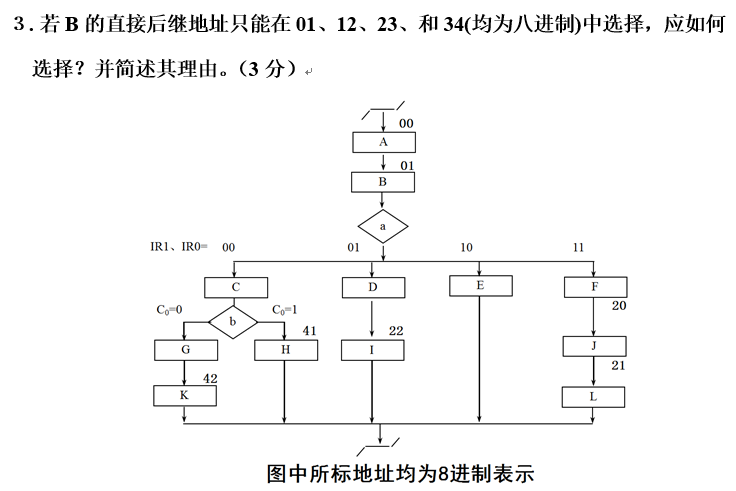 3.若 B 的直接后继地址只能在 01、12、23、和 34(均为八进制)中选择，应如何
选择？并简述其理由。（3 分）
00
A
01
B
a
IR1、IR0= 00 01 10 11
C D E F
20
C₀=0 b C₀=1
41 22
G H I J
21
42
K L
图中所标地址均为8进制表示